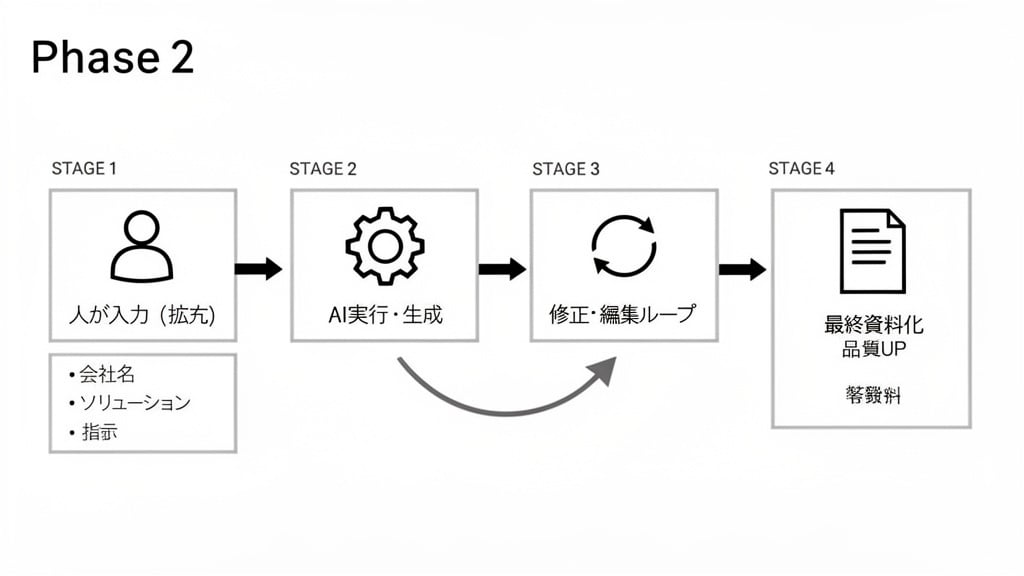 Phase 2
STAGE 1
人が入力 (拡充)
• 会社名
• ソリューション
• 指示
STAGE 2
AI実行・生成
STAGE 3
修正・編集ループ
STAGE 4
最終資料化
品質UP